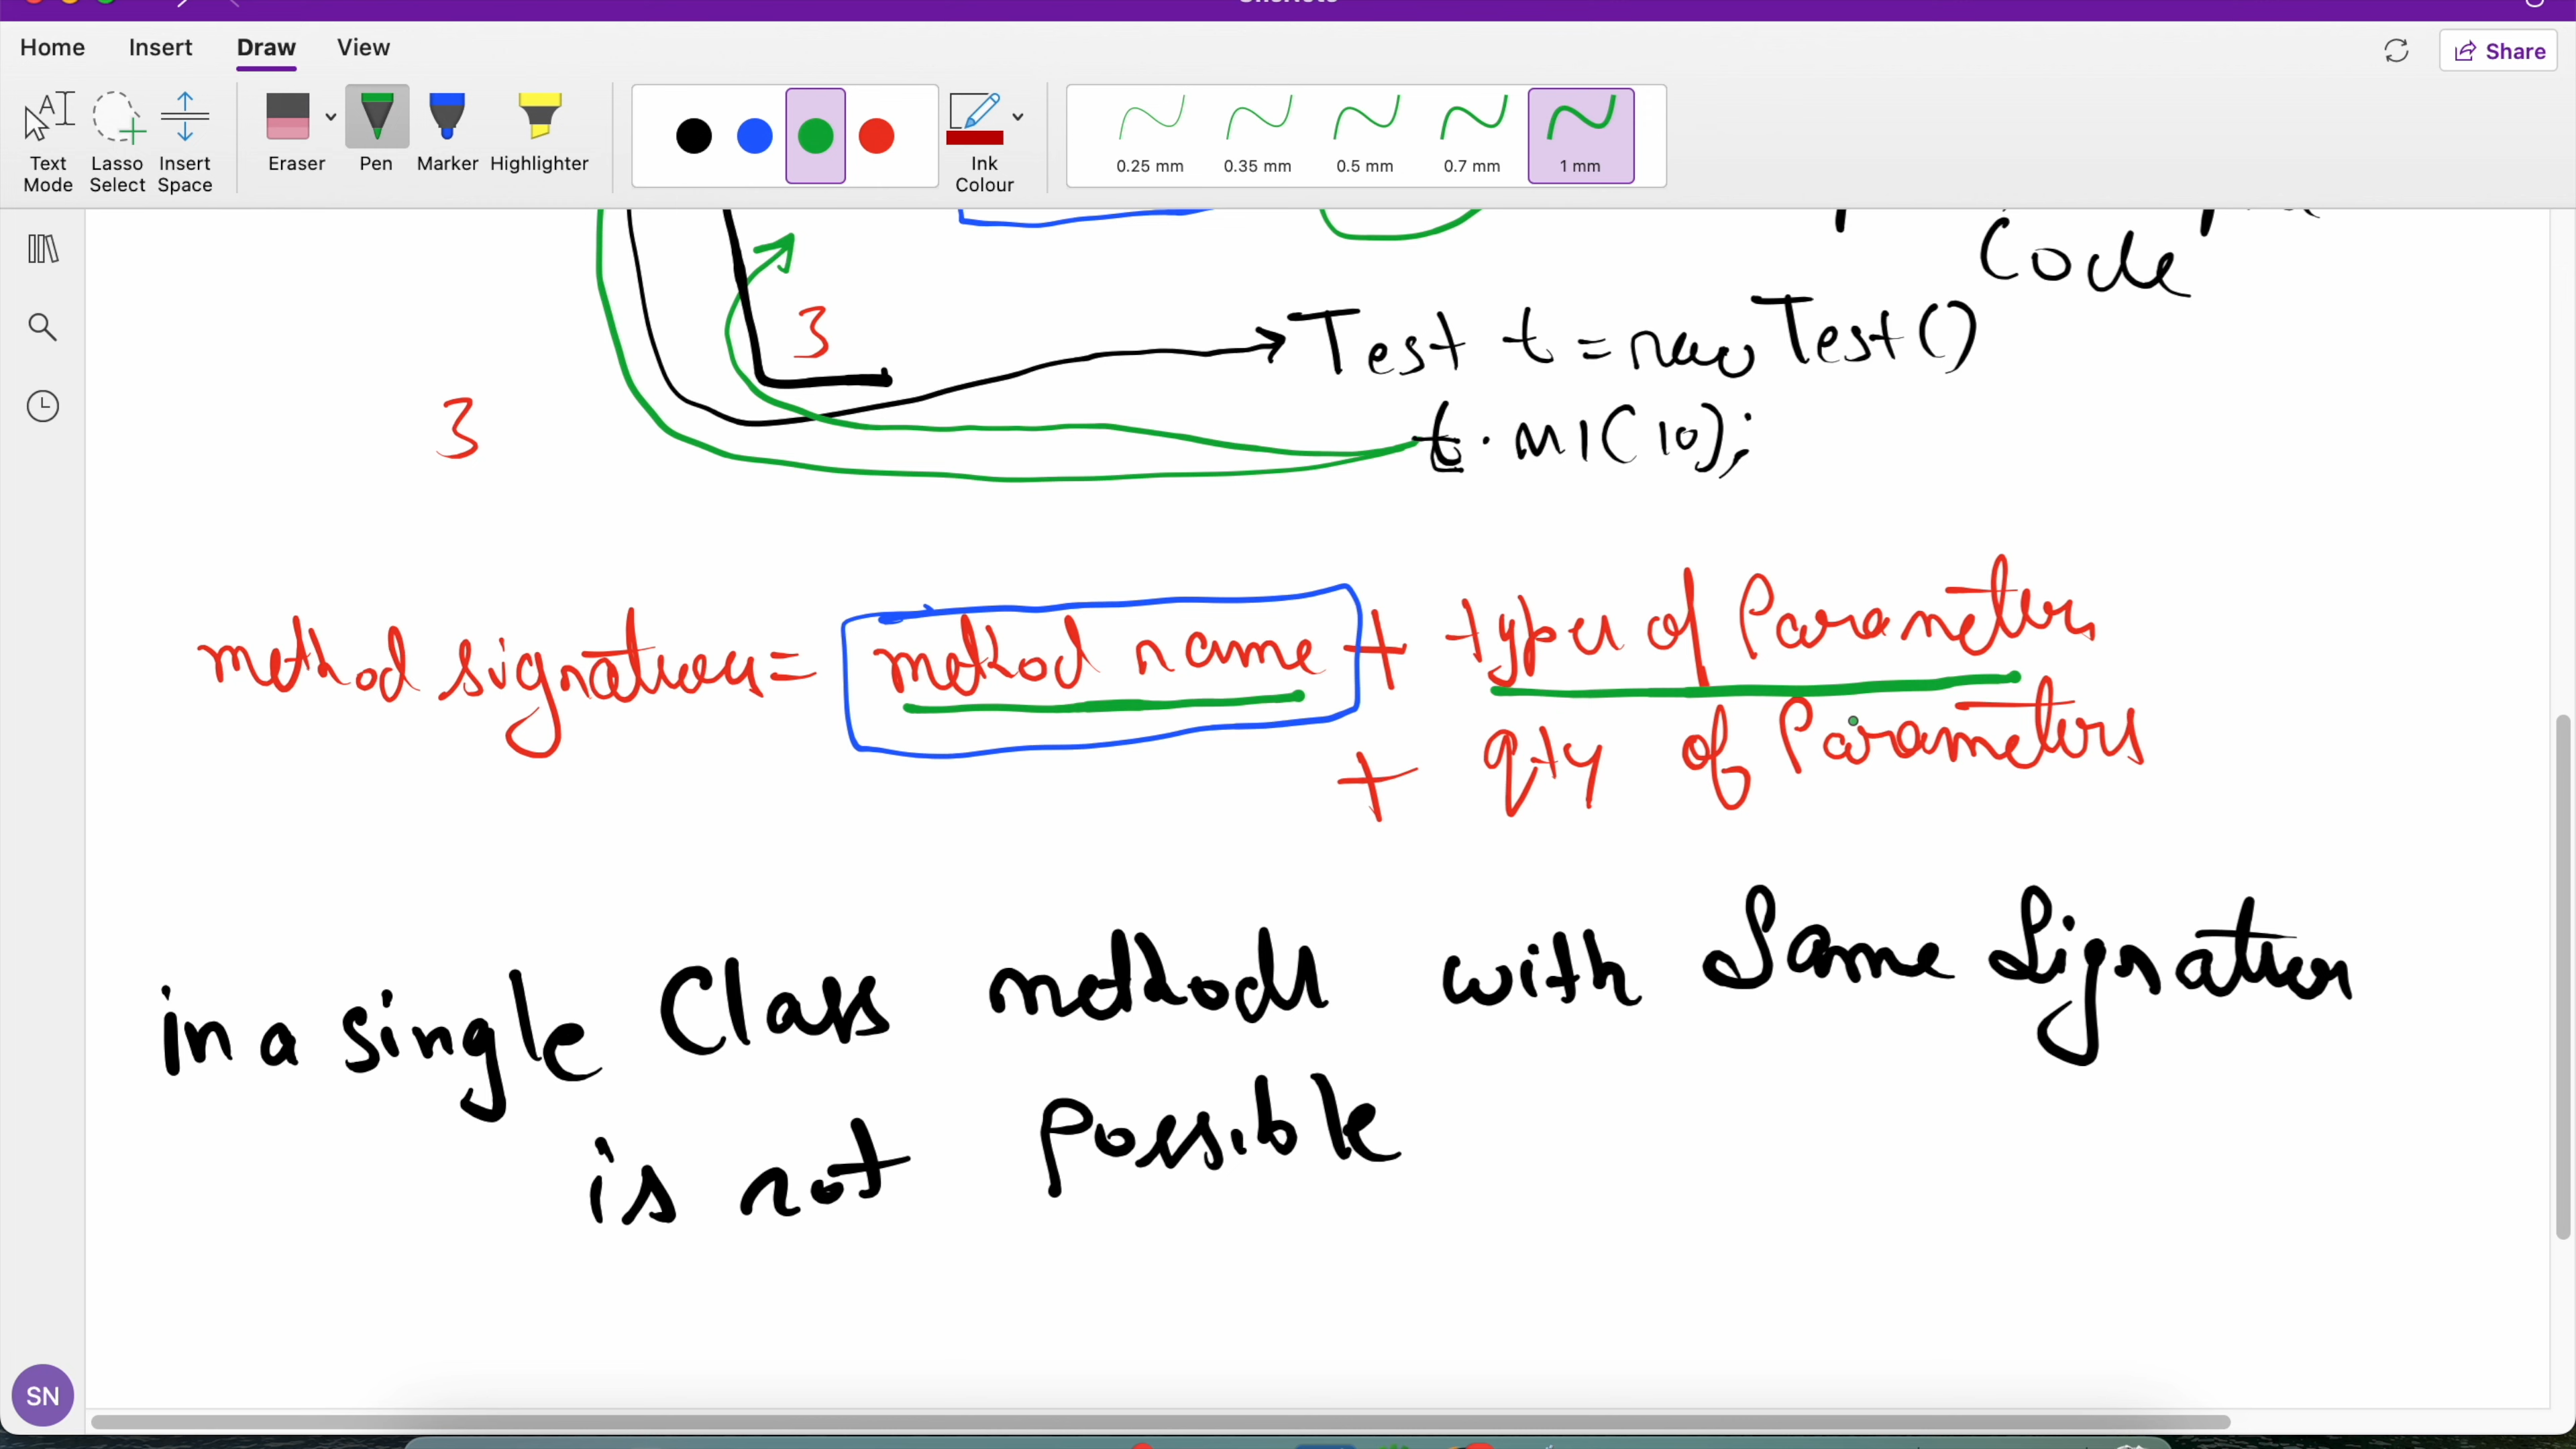 Home Insert Draw View
Share
Text Mode
Lasso Select
Insert Space
Eraser
Pen
Marker
Highlighter
Ink Colour
0.25 mm
0.35 mm
0.5 mm
0.7 mm
1 mm
Code
3
Test t = new Test()
3
t. m1(10);
method signature = method name + types of Parameters
+ qty of Parameters
in a single Class methods with Same Signature
is not possible
SN